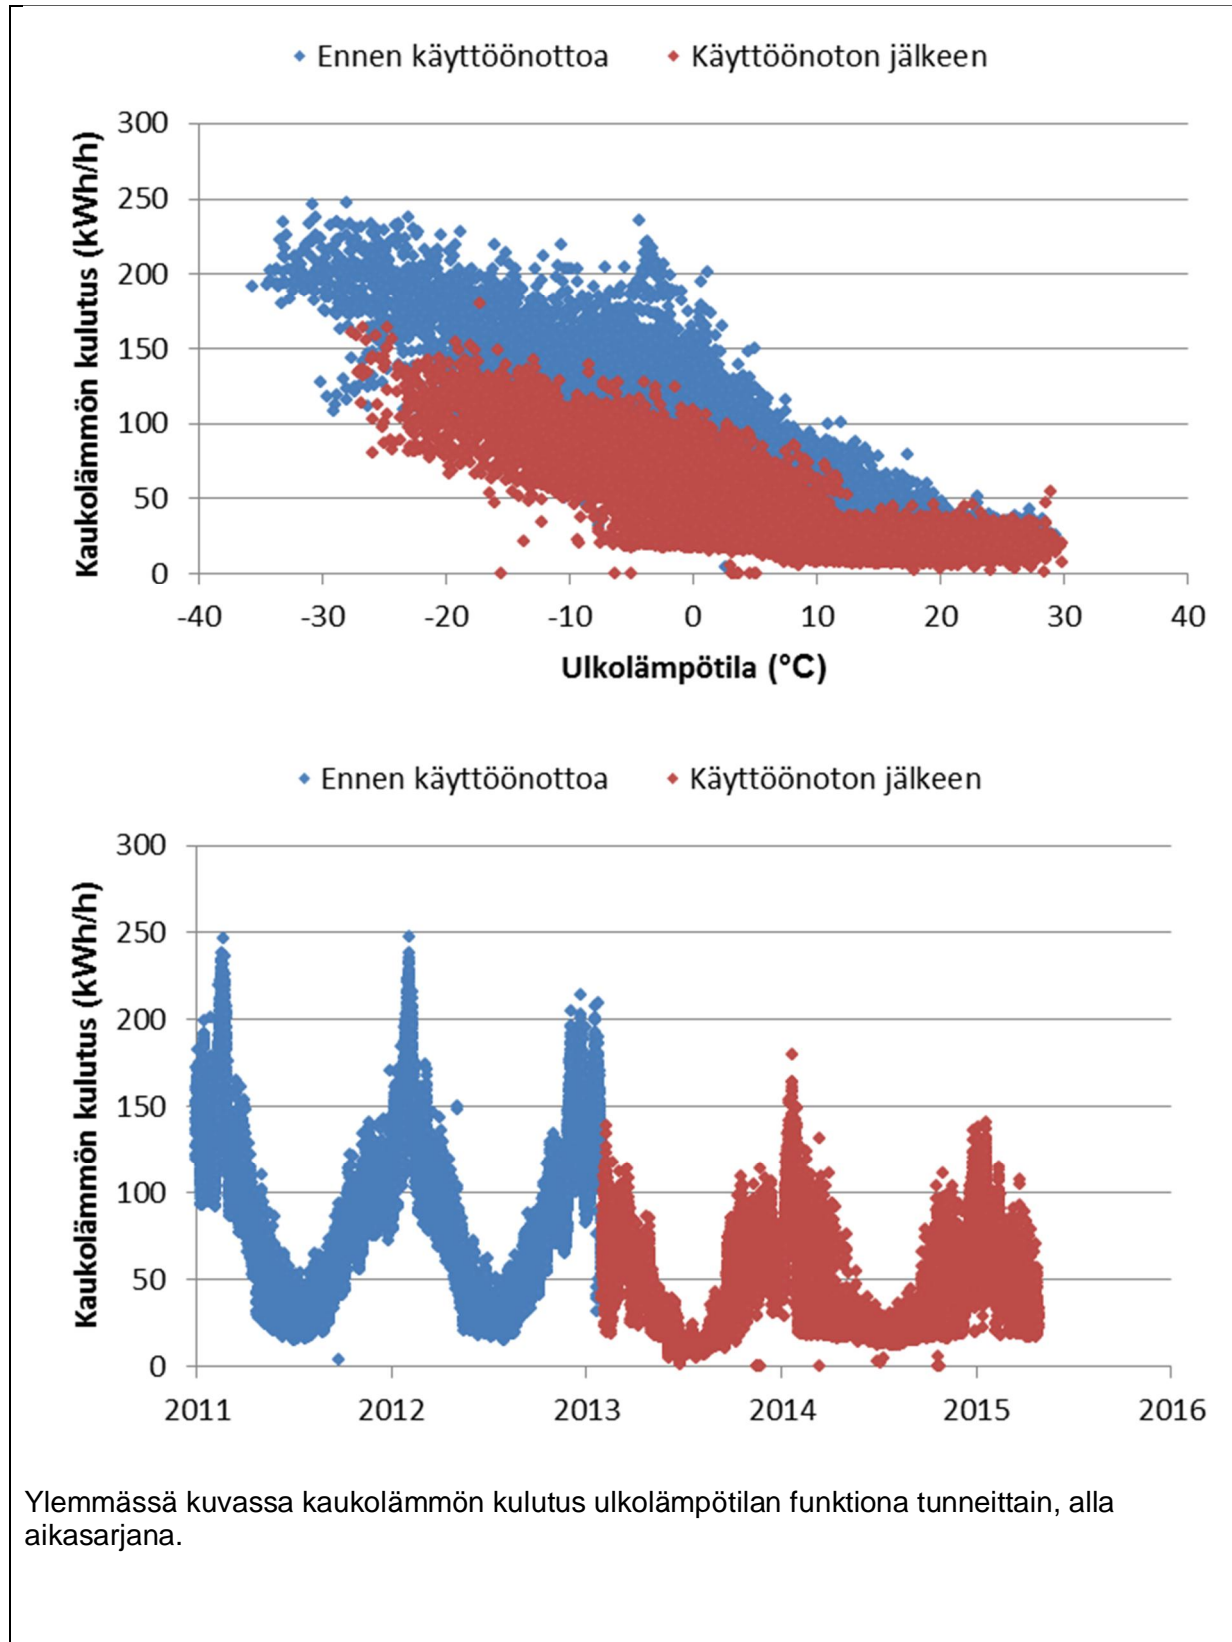 Ennen käyttöönottoa Käyttöönoton jälkeen
Kaukolämmön kulutus (kWh/h)
300
250
200
150
100
50
0
-40 -30 -20 -10 0 10 20 30 40
Ulkolämpötila (°C)
Ennen käyttöönottoa Käyttöönoton jälkeen
Kaukolämmön kulutus (kWh/h)
300
250
200
150
100
50
0
2011 2012 2013 2014 2015 2016
Ylemmässä kuvassa kaukolämmön kulutus ulkolämpötilan funktiona tunneittain, alla
aikasarjana.